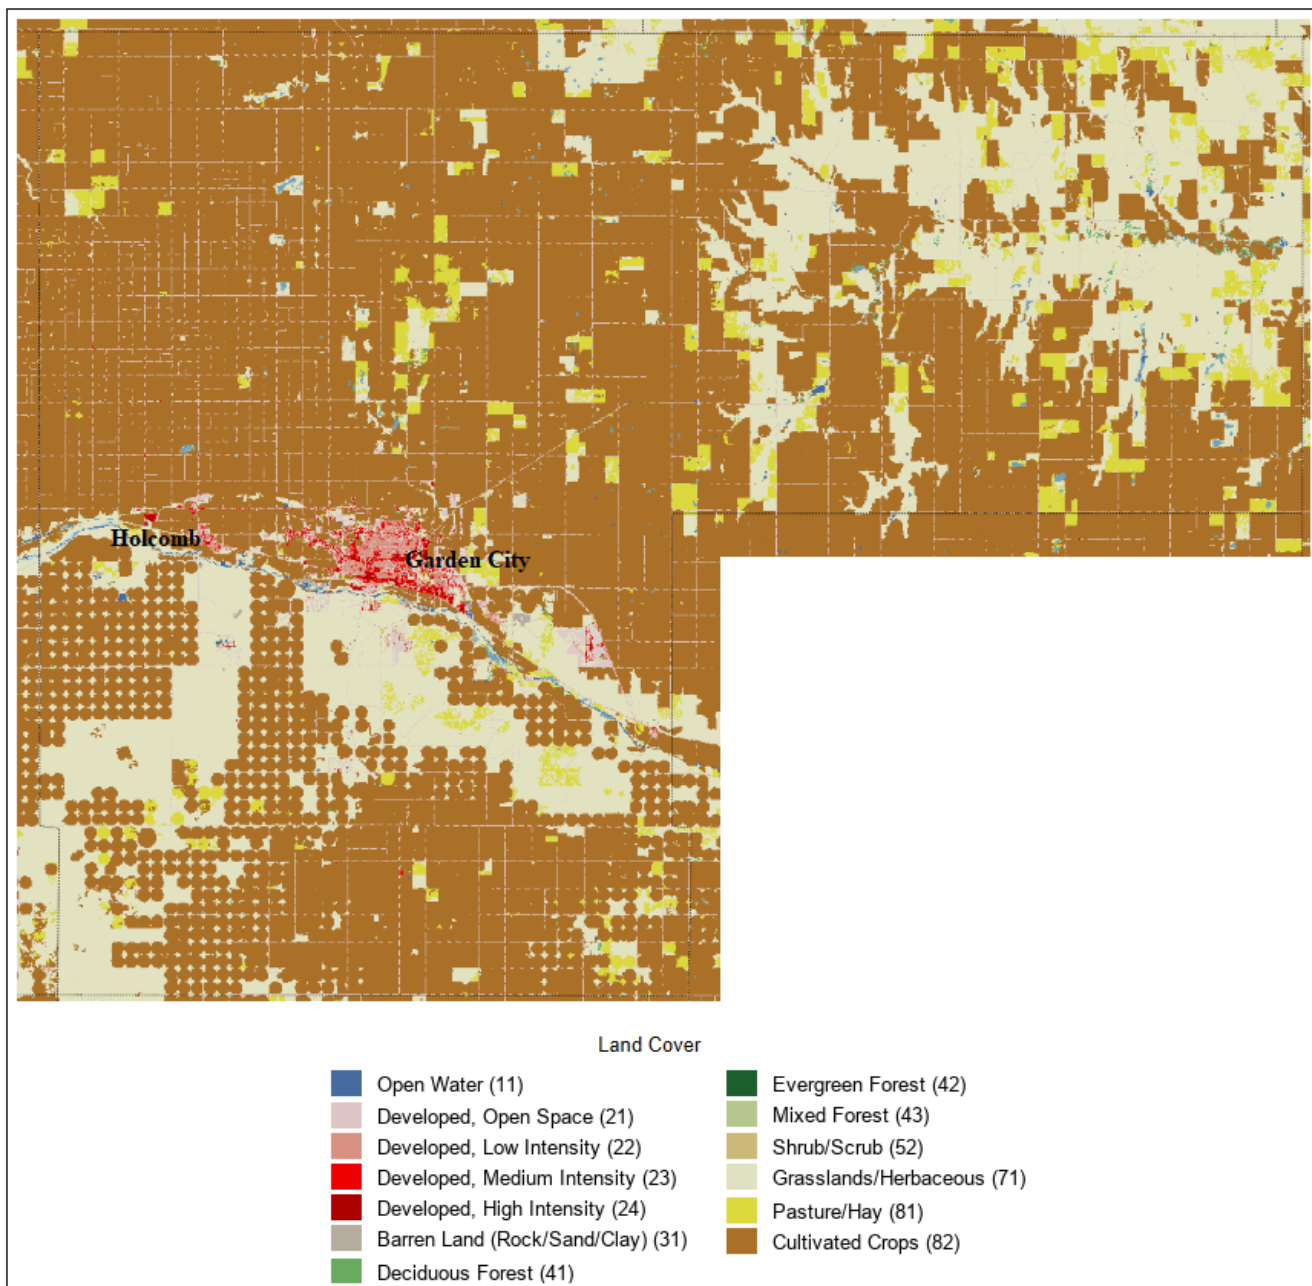 Holcomb
Garden City
Land Cover
Open Water (11)
Developed, Open Space (21)
Developed, Low Intensity (22)
Developed, Medium Intensity (23)
Developed, High Intensity (24)
Barren Land (Rock/Sand/Clay) (31)
Deciduous Forest (41)
Evergreen Forest (42)
Mixed Forest (43)
Shrub/Scrub (52)
Grasslands/Herbaceous (71)
Pasture/Hay (81)
Cultivated Crops (82)